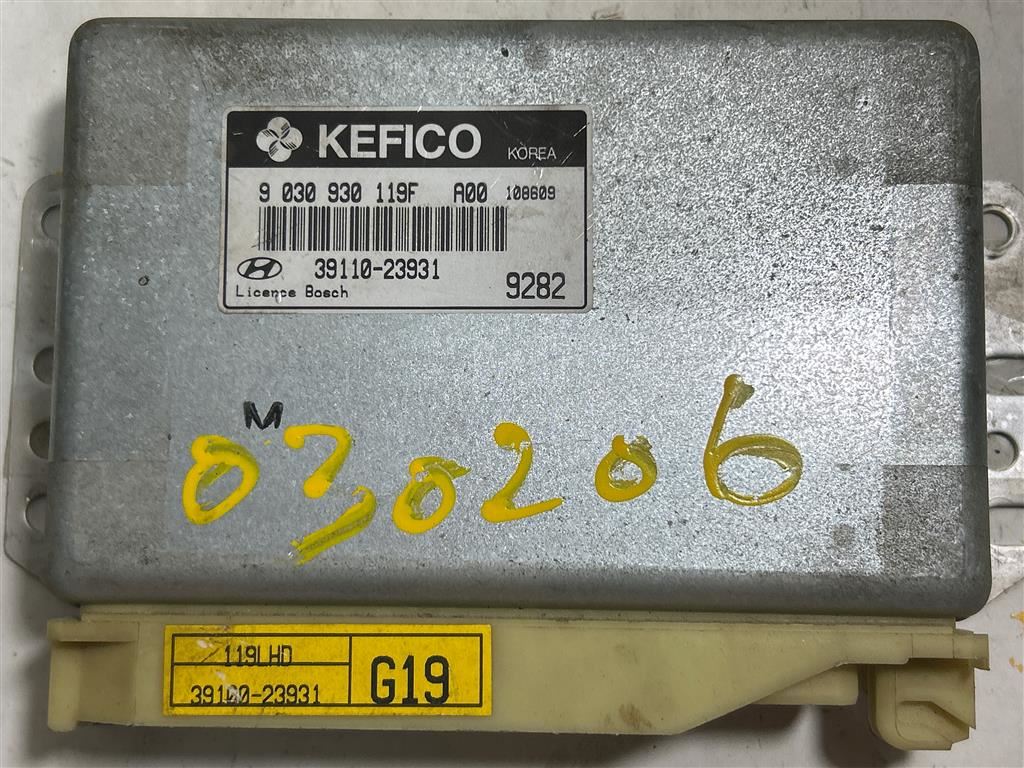 KEFICO KOREA
9 030 930 119F A00 108609
39110-23931
Licence Bosch 9282
M
030206
119LHD
39100-23931
G19